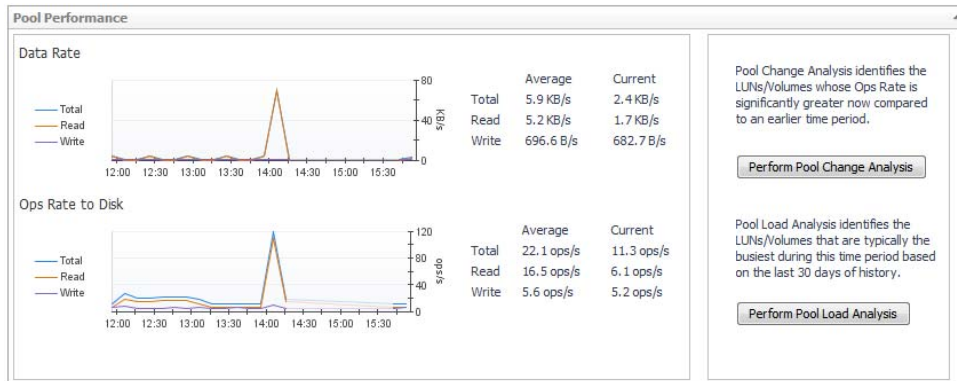 Pool Performance
Data Rate
Total
Read
Write
80
40
0
KB/s
12:00 12:30 13:00 13:30 14:00 14:30 15:00 15:30
Average Current
Total 5.9 KB/s 2.4 KB/s
Read 5.2 KB/s 1.7 KB/s
Write 696.6 B/s 682.7 B/s
Ops Rate to Disk
Total
Read
Write
120
80
40
0
ops/s
12:00 12:30 13:00 13:30 14:00 14:30 15:00 15:30
Average Current
Total 22.1 ops/s 11.3 ops/s
Read 16.5 ops/s 6.1 ops/s
Write 5.6 ops/s 5.2 ops/s
Pool Change Analysis identifies the
LUNs/Volumes whose Ops Rate is
significantly greater now compared
to an earlier time period.
Perform Pool Change Analysis
Pool Load Analysis identifies the
LUNs/Volumes that are typically the
busiest during this time period based
on the last 30 days of history.
Perform Pool Load Analysis